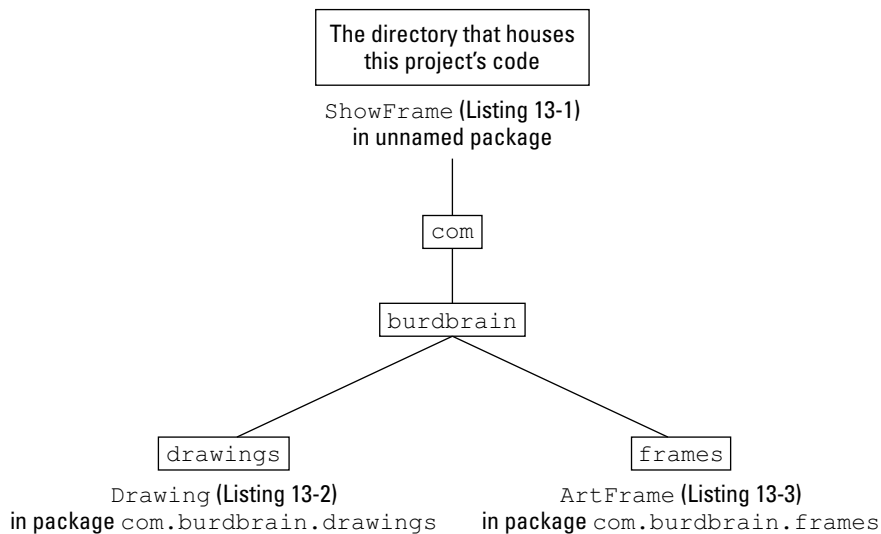 The directory that houses
this project's code
ShowFrame (Listing 13-1)
in unnamed package
com
burdbrain
drawings
frames
Drawing (Listing 13-2)
in package com.burdbrain.drawings
ArtFrame (Listing 13-3)
in package com.burdbrain.frames